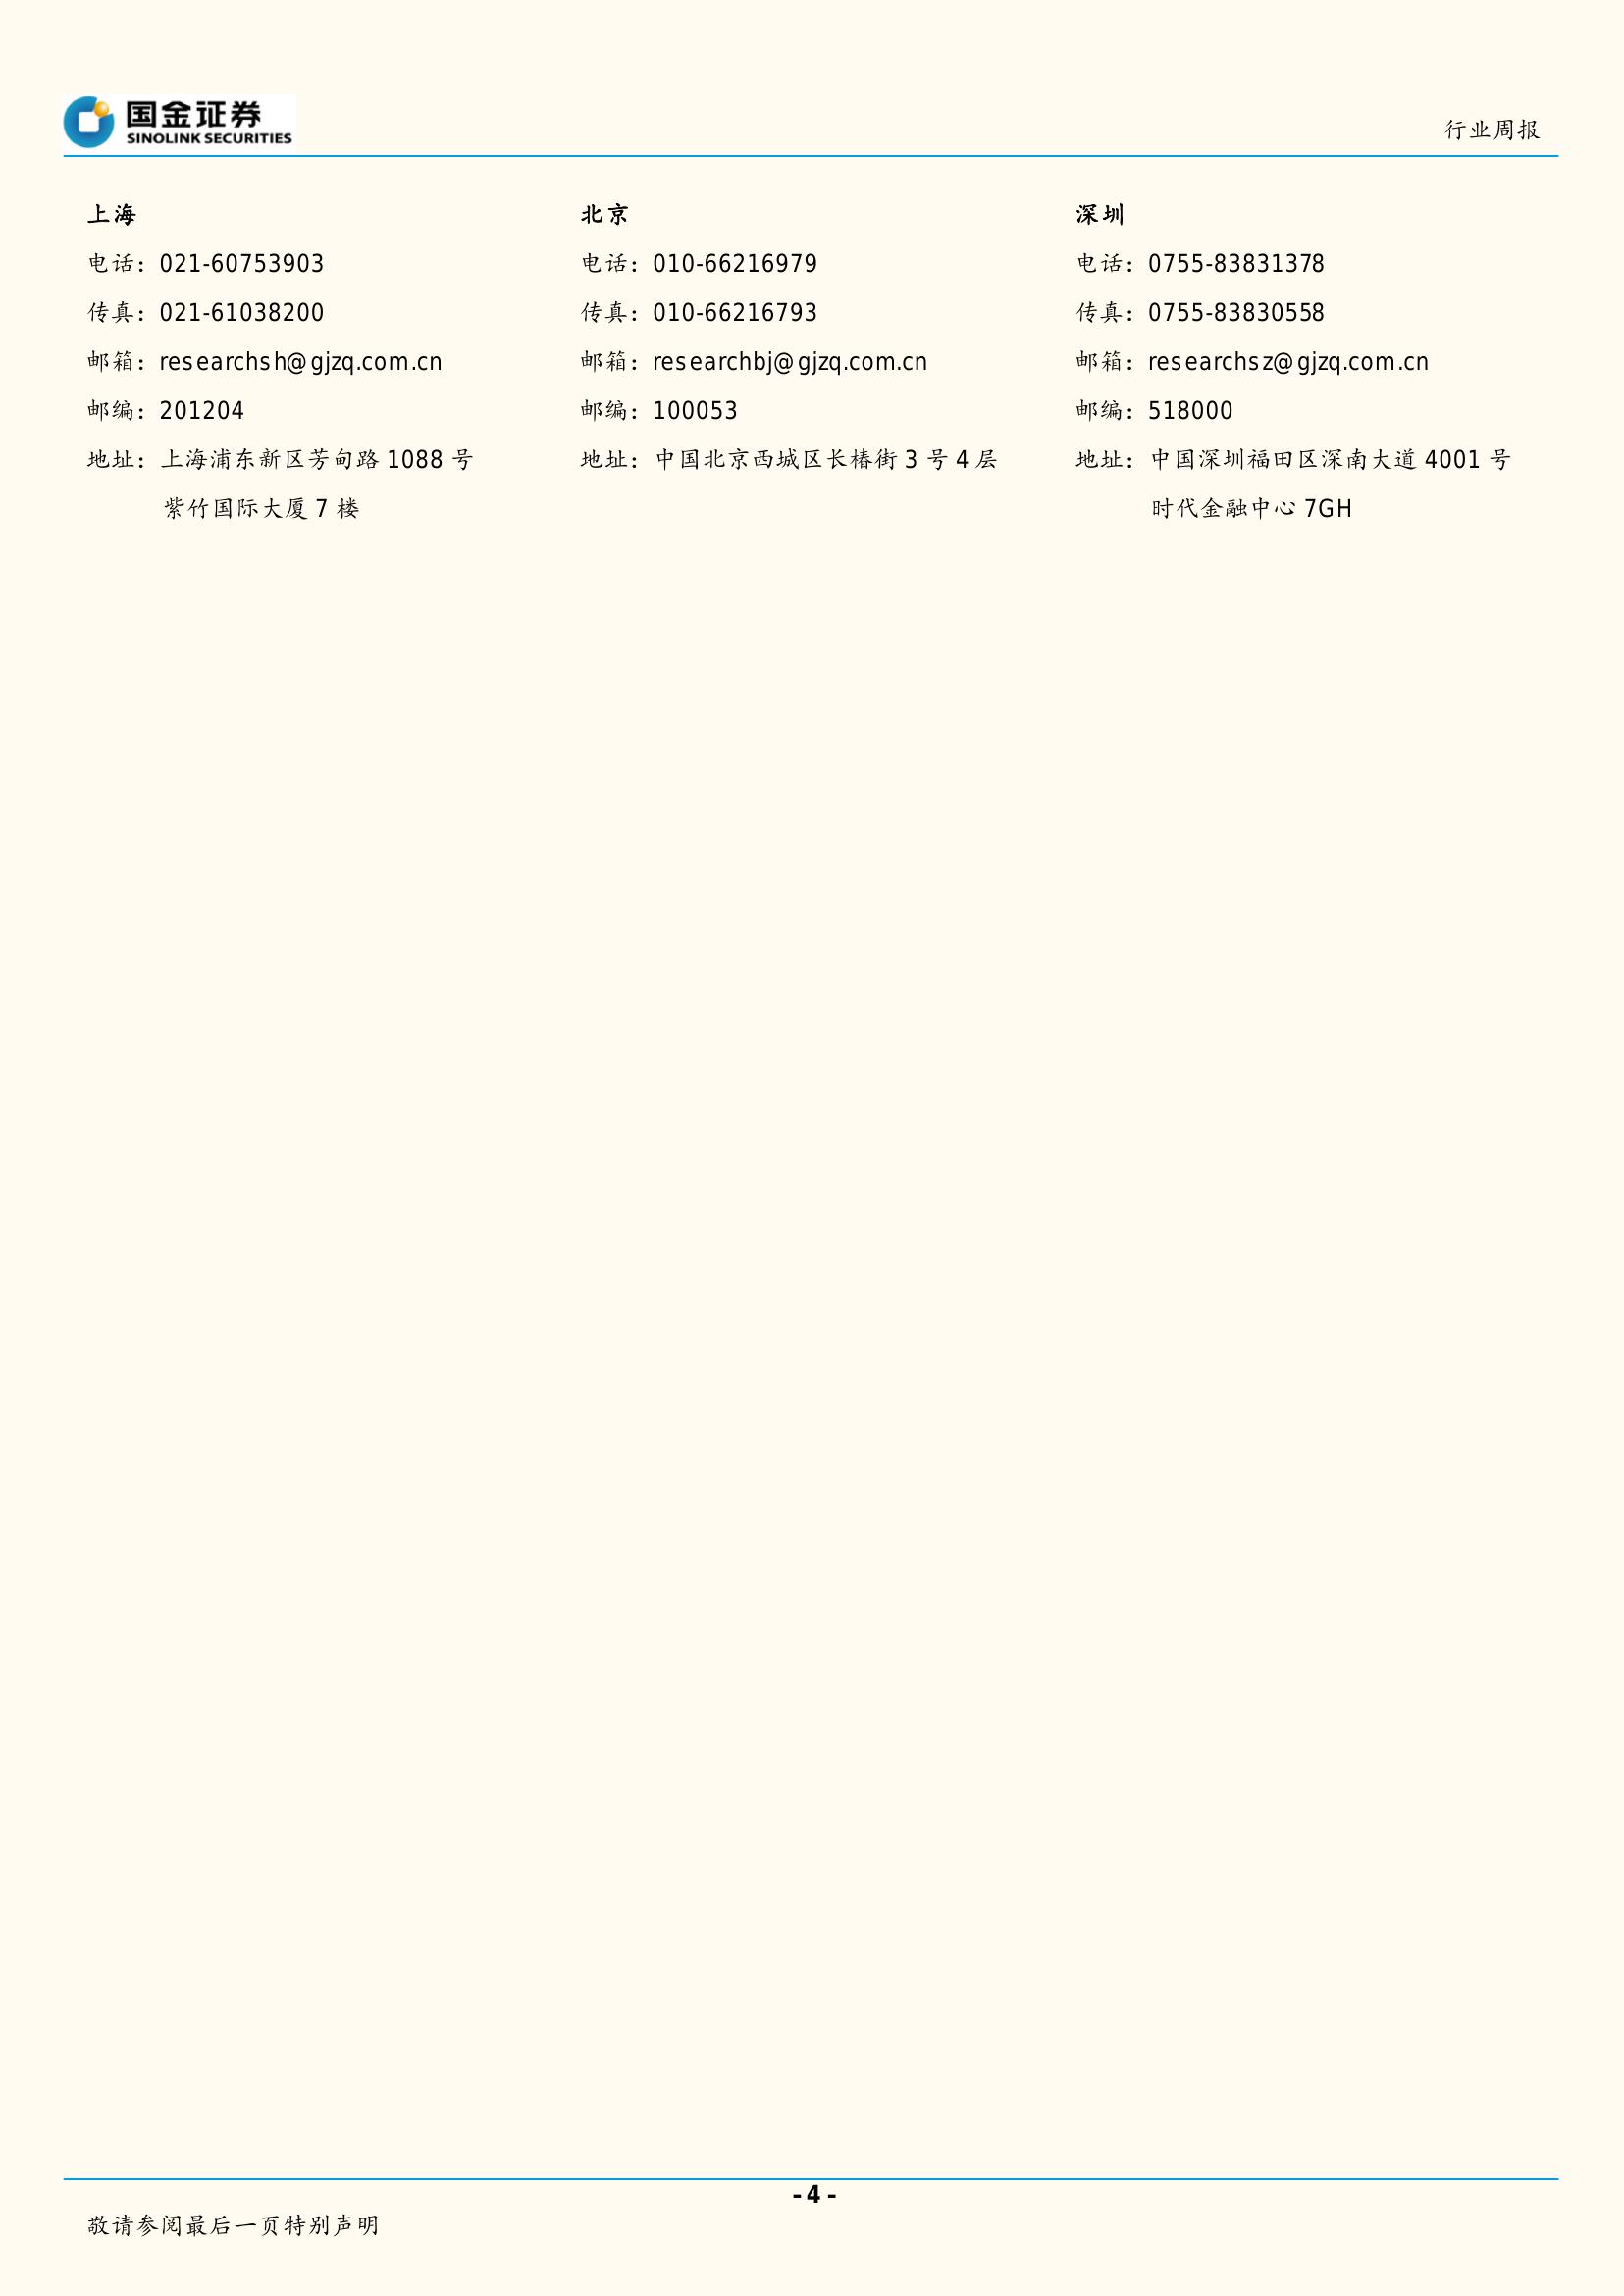 国金证券
SINOLINK SECURITIES
行业周报
上海
电话：021-60753903
传真：021-61038200
邮箱：researchsh@gjzq.com.cn
邮编：201204
地址：上海浦东新区芳甸路 1088 号
紫竹国际大厦 7 楼
北京
电话：010-66216979
传真：010-66216793
邮箱：researchbj@gjzq.com.cn
邮编：100053
地址：中国北京西城区长椿街 3 号 4 层
深圳
电话：0755-83831378
传真：0755-83830558
邮箱：researchsz@gjzq.com.cn
邮编：518000
地址：中国深圳福田区深南大道 4001 号
时代金融中心 7GH
- 4 -
敬请参阅最后一页特别声明